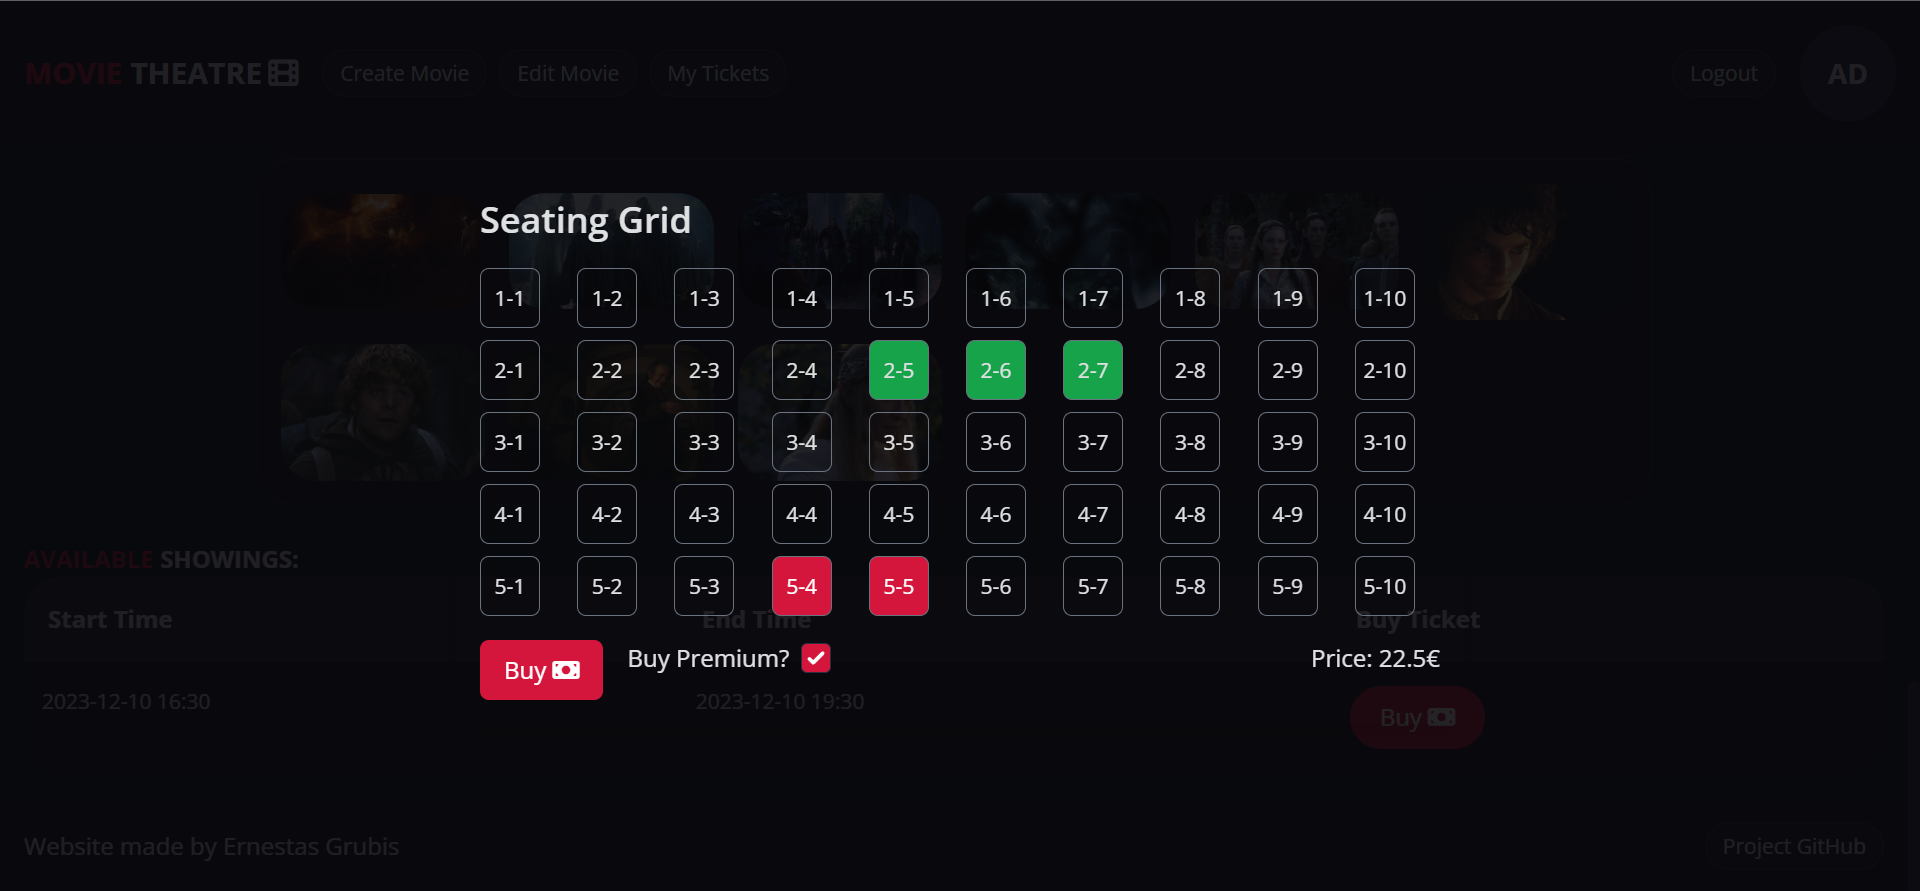 MOVIE THEATRE Create Movie Edit Movie My Tickets Logout AD
Seating Grid
1-1 1-2 1-3 1-4 1-5 1-6 1-7 1-8 1-9 1-10
2-1 2-2 2-3 2-4 2-5 2-6 2-7 2-8 2-9 2-10
3-1 3-2 3-3 3-4 3-5 3-6 3-7 3-8 3-9 3-10
4-1 4-2 4-3 4-4 4-5 4-6 4-7 4-8 4-9 4-10
AVAILABLE SHOWINGS:
5-1 5-2 5-3 5-4 5-5 5-6 5-7 5-8 5-9 5-10
Start Time End Time Buy Ticket
Buy Buy Premium? Price: 22.5€
2023-12-10 16:30 2023-12-10 19:30 Buy
Website made by Ernestas Grubis Project GitHub